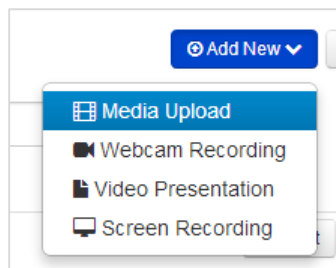 Add New
Media Upload
Webcam Recording
Video Presentation
Screen Recording